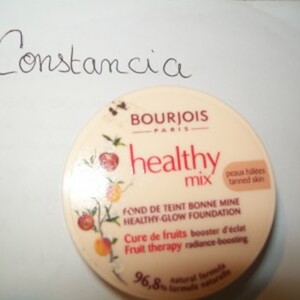 Constancia
BOURJOIS
PARIS
healthy
mix
peaux hâlées
tanned skin
FOND DE TEINT BONNE MINE
HEALTHY-GLOW FOUNDATION
Cure de fruits booster d'éclat
Fruit therapy radiance-boosting
96,8% natural formula
formule naturelle